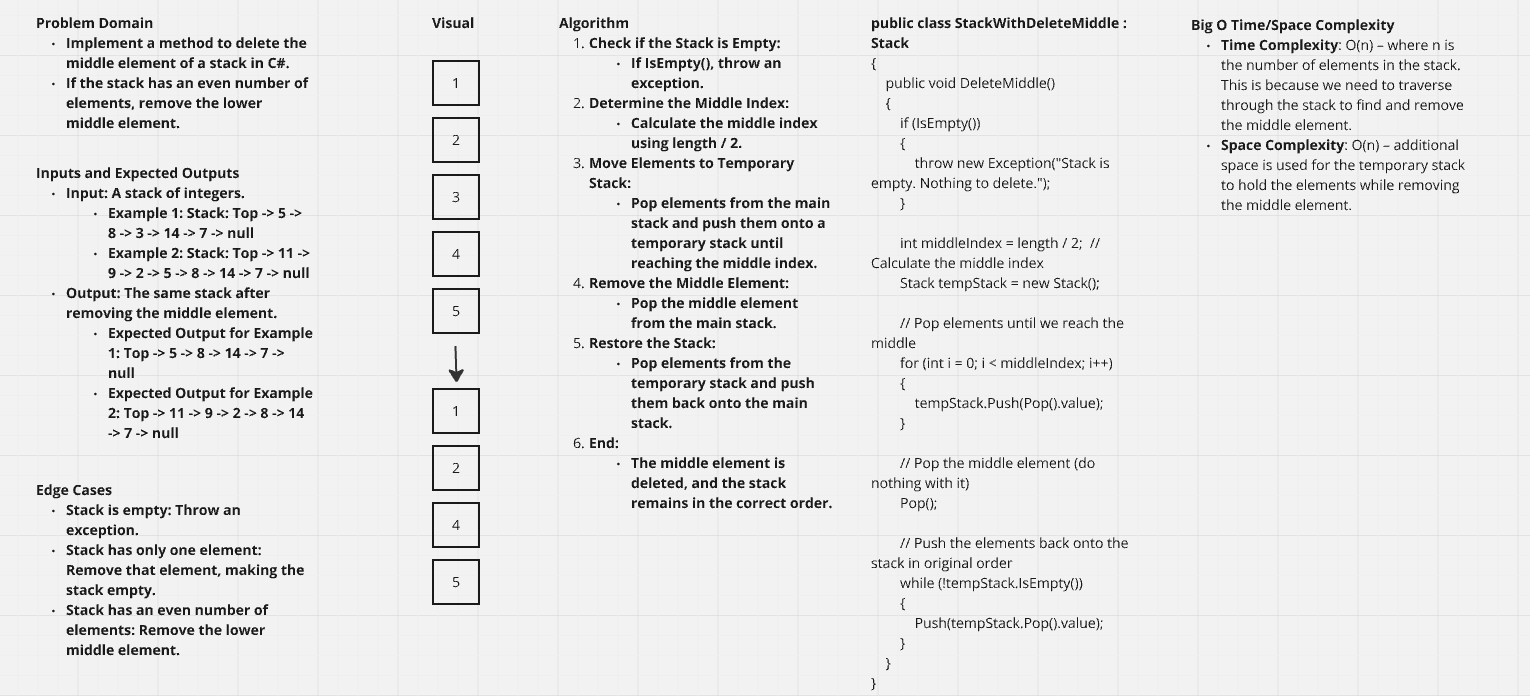 Problem Domain
• Implement a method to delete the
middle element of a stack in C#.
• If the stack has an even number of
elements, remove the lower
middle element.
Inputs and Expected Outputs
• Input: A stack of integers.
• Example 1: Stack: Top -> 5 ->
8 -> 3 -> 14 -> 7 -> null
• Example 2: Stack: Top -> 11 ->
9 -> 2 -> 5 -> 8 -> 14 -> 7 -> null
• Output: The same stack after
removing the middle element.
• Expected Output for Example
1: Top -> 5 -> 8 -> 14 -> 7 ->
null
• Expected Output for Example
2: Top -> 11 -> 9 -> 2 -> 8 -> 14
-> 7 -> null
Edge Cases
• Stack is empty: Throw an
exception.
• Stack has only one element:
Remove that element, making the
stack empty.
• Stack has an even number of
elements: Remove the lower
middle element.
Visual
1
2
3
4
5
1
2
4
5
Algorithm
1. Check if the Stack is Empty:
• If IsEmpty(), throw an
exception.
2. Determine the Middle Index:
• Calculate the middle index
using length / 2.
3. Move Elements to Temporary
Stack:
• Pop elements from the main
stack and push them onto a
temporary stack until
reaching the middle index.
4. Remove the Middle Element:
• Pop the middle element
from the main stack.
5. Restore the Stack:
• Pop elements from the
temporary stack and push
them back onto the main
stack.
6. End:
• The middle element is
deleted, and the stack
remains in the correct order.
public class StackWithDeleteMiddle :
Stack
{
public void DeleteMiddle()
{
if (IsEmpty())
{
throw new Exception("Stack is
empty. Nothing to delete.");
}
int middleIndex = length / 2; //
Calculate the middle index
Stack tempStack = new Stack();
// Pop elements until we reach the
middle
for (int i = 0; i < middleIndex; i++)
{
tempStack.Push(Pop().value);
}
// Pop the middle element (do
nothing with it)
Pop();
// Push the elements back onto the
stack in original order
while (!tempStack.IsEmpty())
{
Push(tempStack.Pop().value);
}
}
}
Big O Time/Space Complexity
• Time Complexity: O(n) – where n is
the number of elements in the stack.
This is because we need to traverse
through the stack to find and remove
the middle element.
• Space Complexity: O(n) – additional
space is used for the temporary stack
to hold the elements while removing
the middle element.